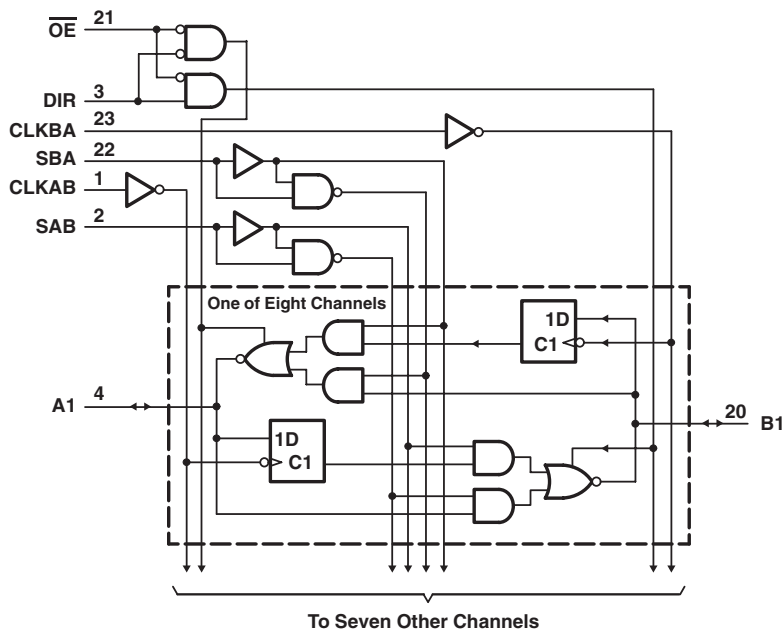 OE 21
DIR 3
CLKBA 23
SBA 22
CLKAB 1
SAB 2
One of Eight Channels
1D
C1
A1 4
20 B1
1D
C1
To Seven Other Channels